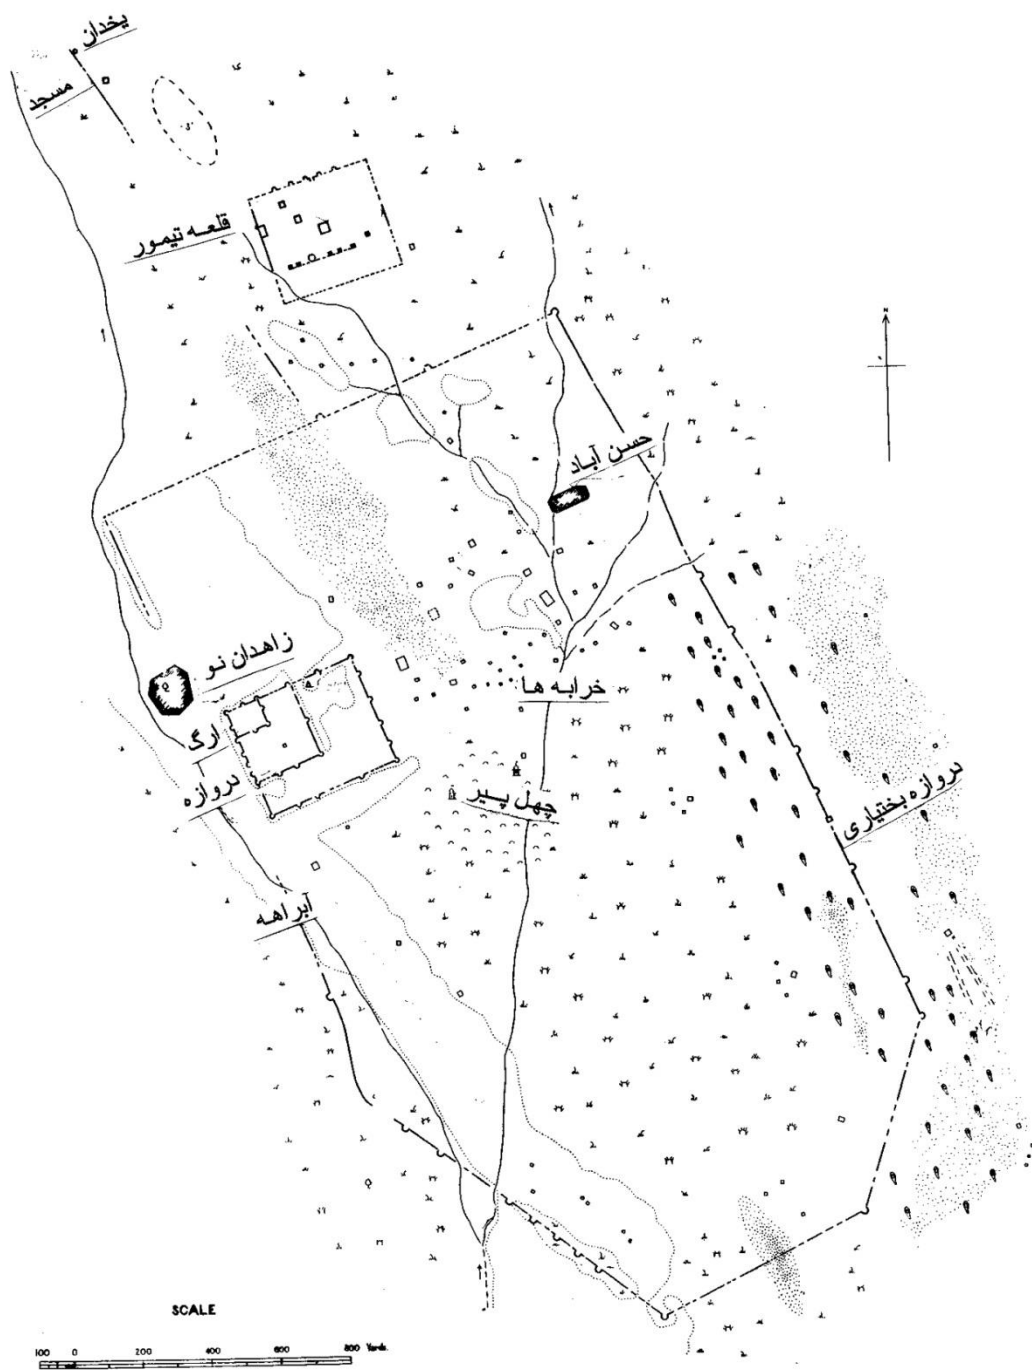 یخدان
مسجد
قلعه تیمور
N
حسن آباد
زاهدان نو
خرابه ها
ارگ
دروازه
چهل پیر
دروازه بختیاری
آبراهه
SCALE
100 0 200 400 600 800 Yards.